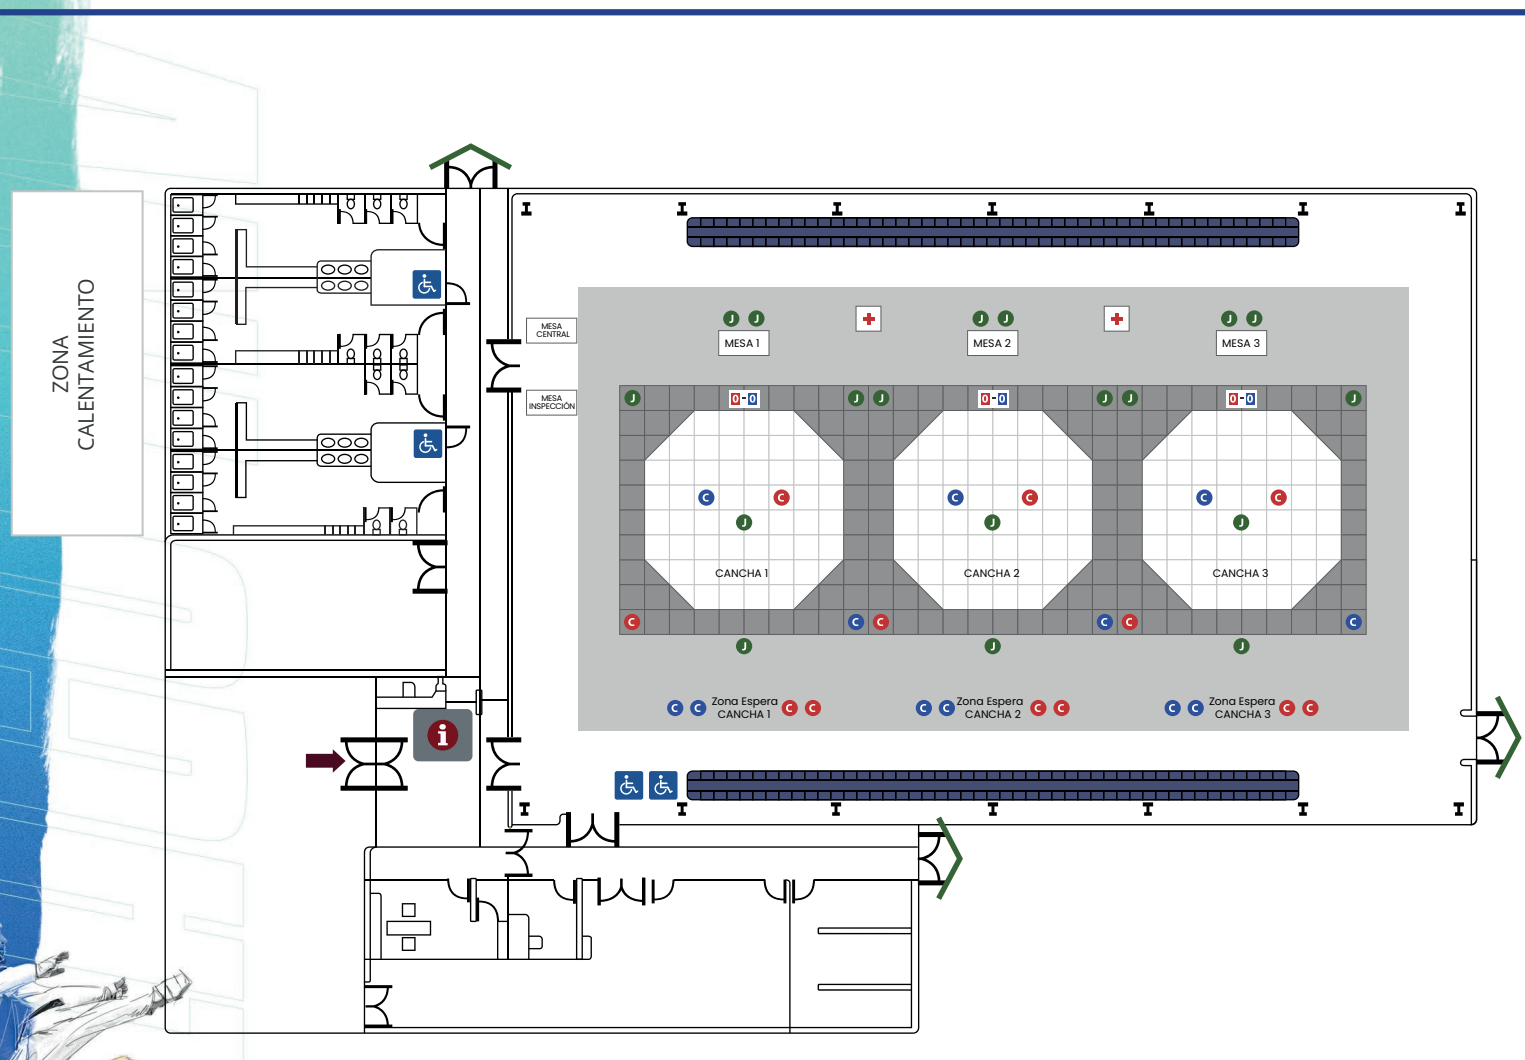 ZONA
CALENTAMIENTO
MESA
CENTRAL
MESA
INSPECCIÓN
J J
MESA 1
J J
MESA 2
J J
MESA 3
J
0-0
J J
0-0
J J
0-0
J
C C
J
CANCHA 1
C C
J
CANCHA 2
C C
J
CANCHA 3
C
C C
C C
C
J
J
J
C C Zona Espera C C
CANCHA 1
C C Zona Espera C C
CANCHA 2
C C Zona Espera C C
CANCHA 3
i